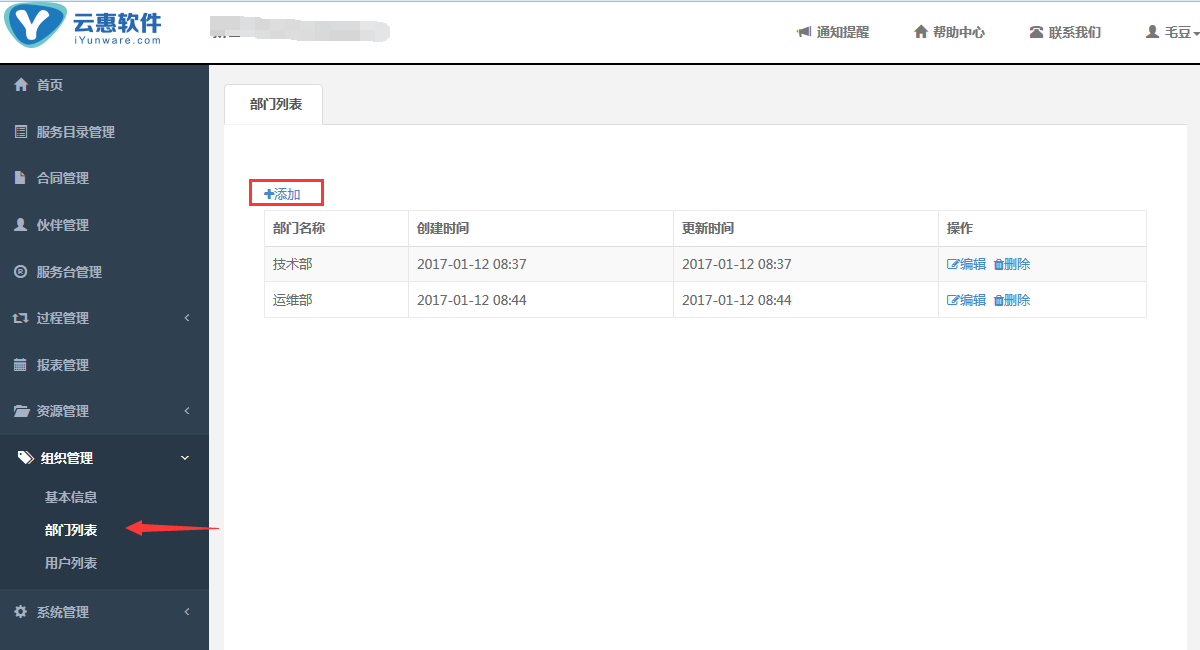 云惠软件
iYunware.com
通知提醒
帮助中心
联系我们
毛豆
首页
服务目录管理
合同管理
伙伴管理
服务台管理
过程管理
报表管理
资源管理
组织管理
基本信息
部门列表
用户列表
系统管理
部门列表
添加
部门名称 创建时间 更新时间 操作
技术部 2017-01-12 08:37 2017-01-12 08:37 编辑 删除
运维部 2017-01-12 08:44 2017-01-12 08:44 编辑 删除